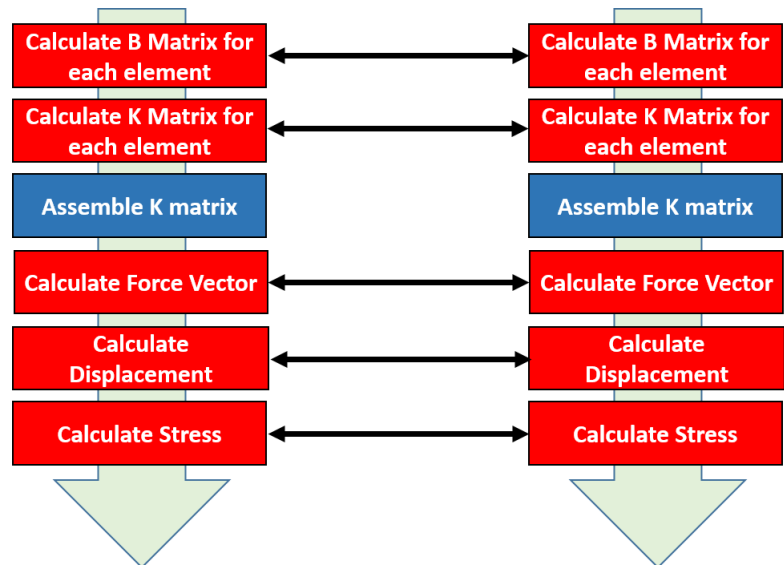 Calculate B Matrix for
each element
Calculate K Matrix for
each element
Assemble K matrix
Calculate Force Vector
Calculate
Displacement
Calculate Stress
Calculate B Matrix for
each element
Calculate K Matrix for
each element
Assemble K matrix
Calculate Force Vector
Calculate
Displacement
Calculate Stress